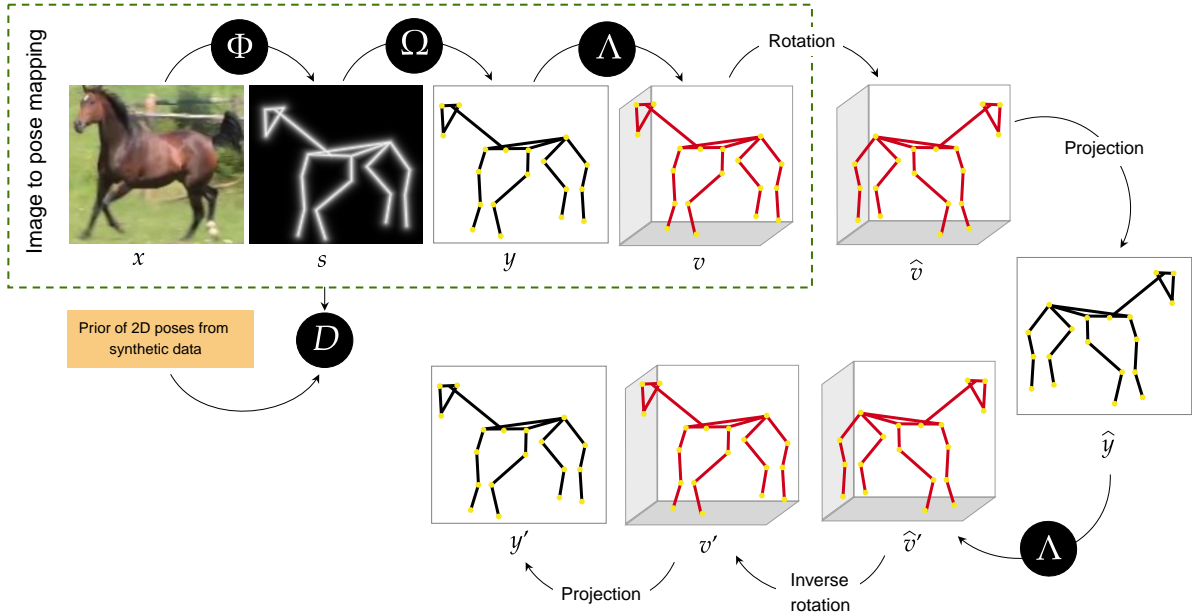 Image to pose mapping
Φ
Ω
Λ
Rotation
x
s
y
v
v̂
Projection
Prior of 2D poses from
synthetic data
D
ŷ
y′
v′
v̂′
Λ
Projection
Inverse
rotation